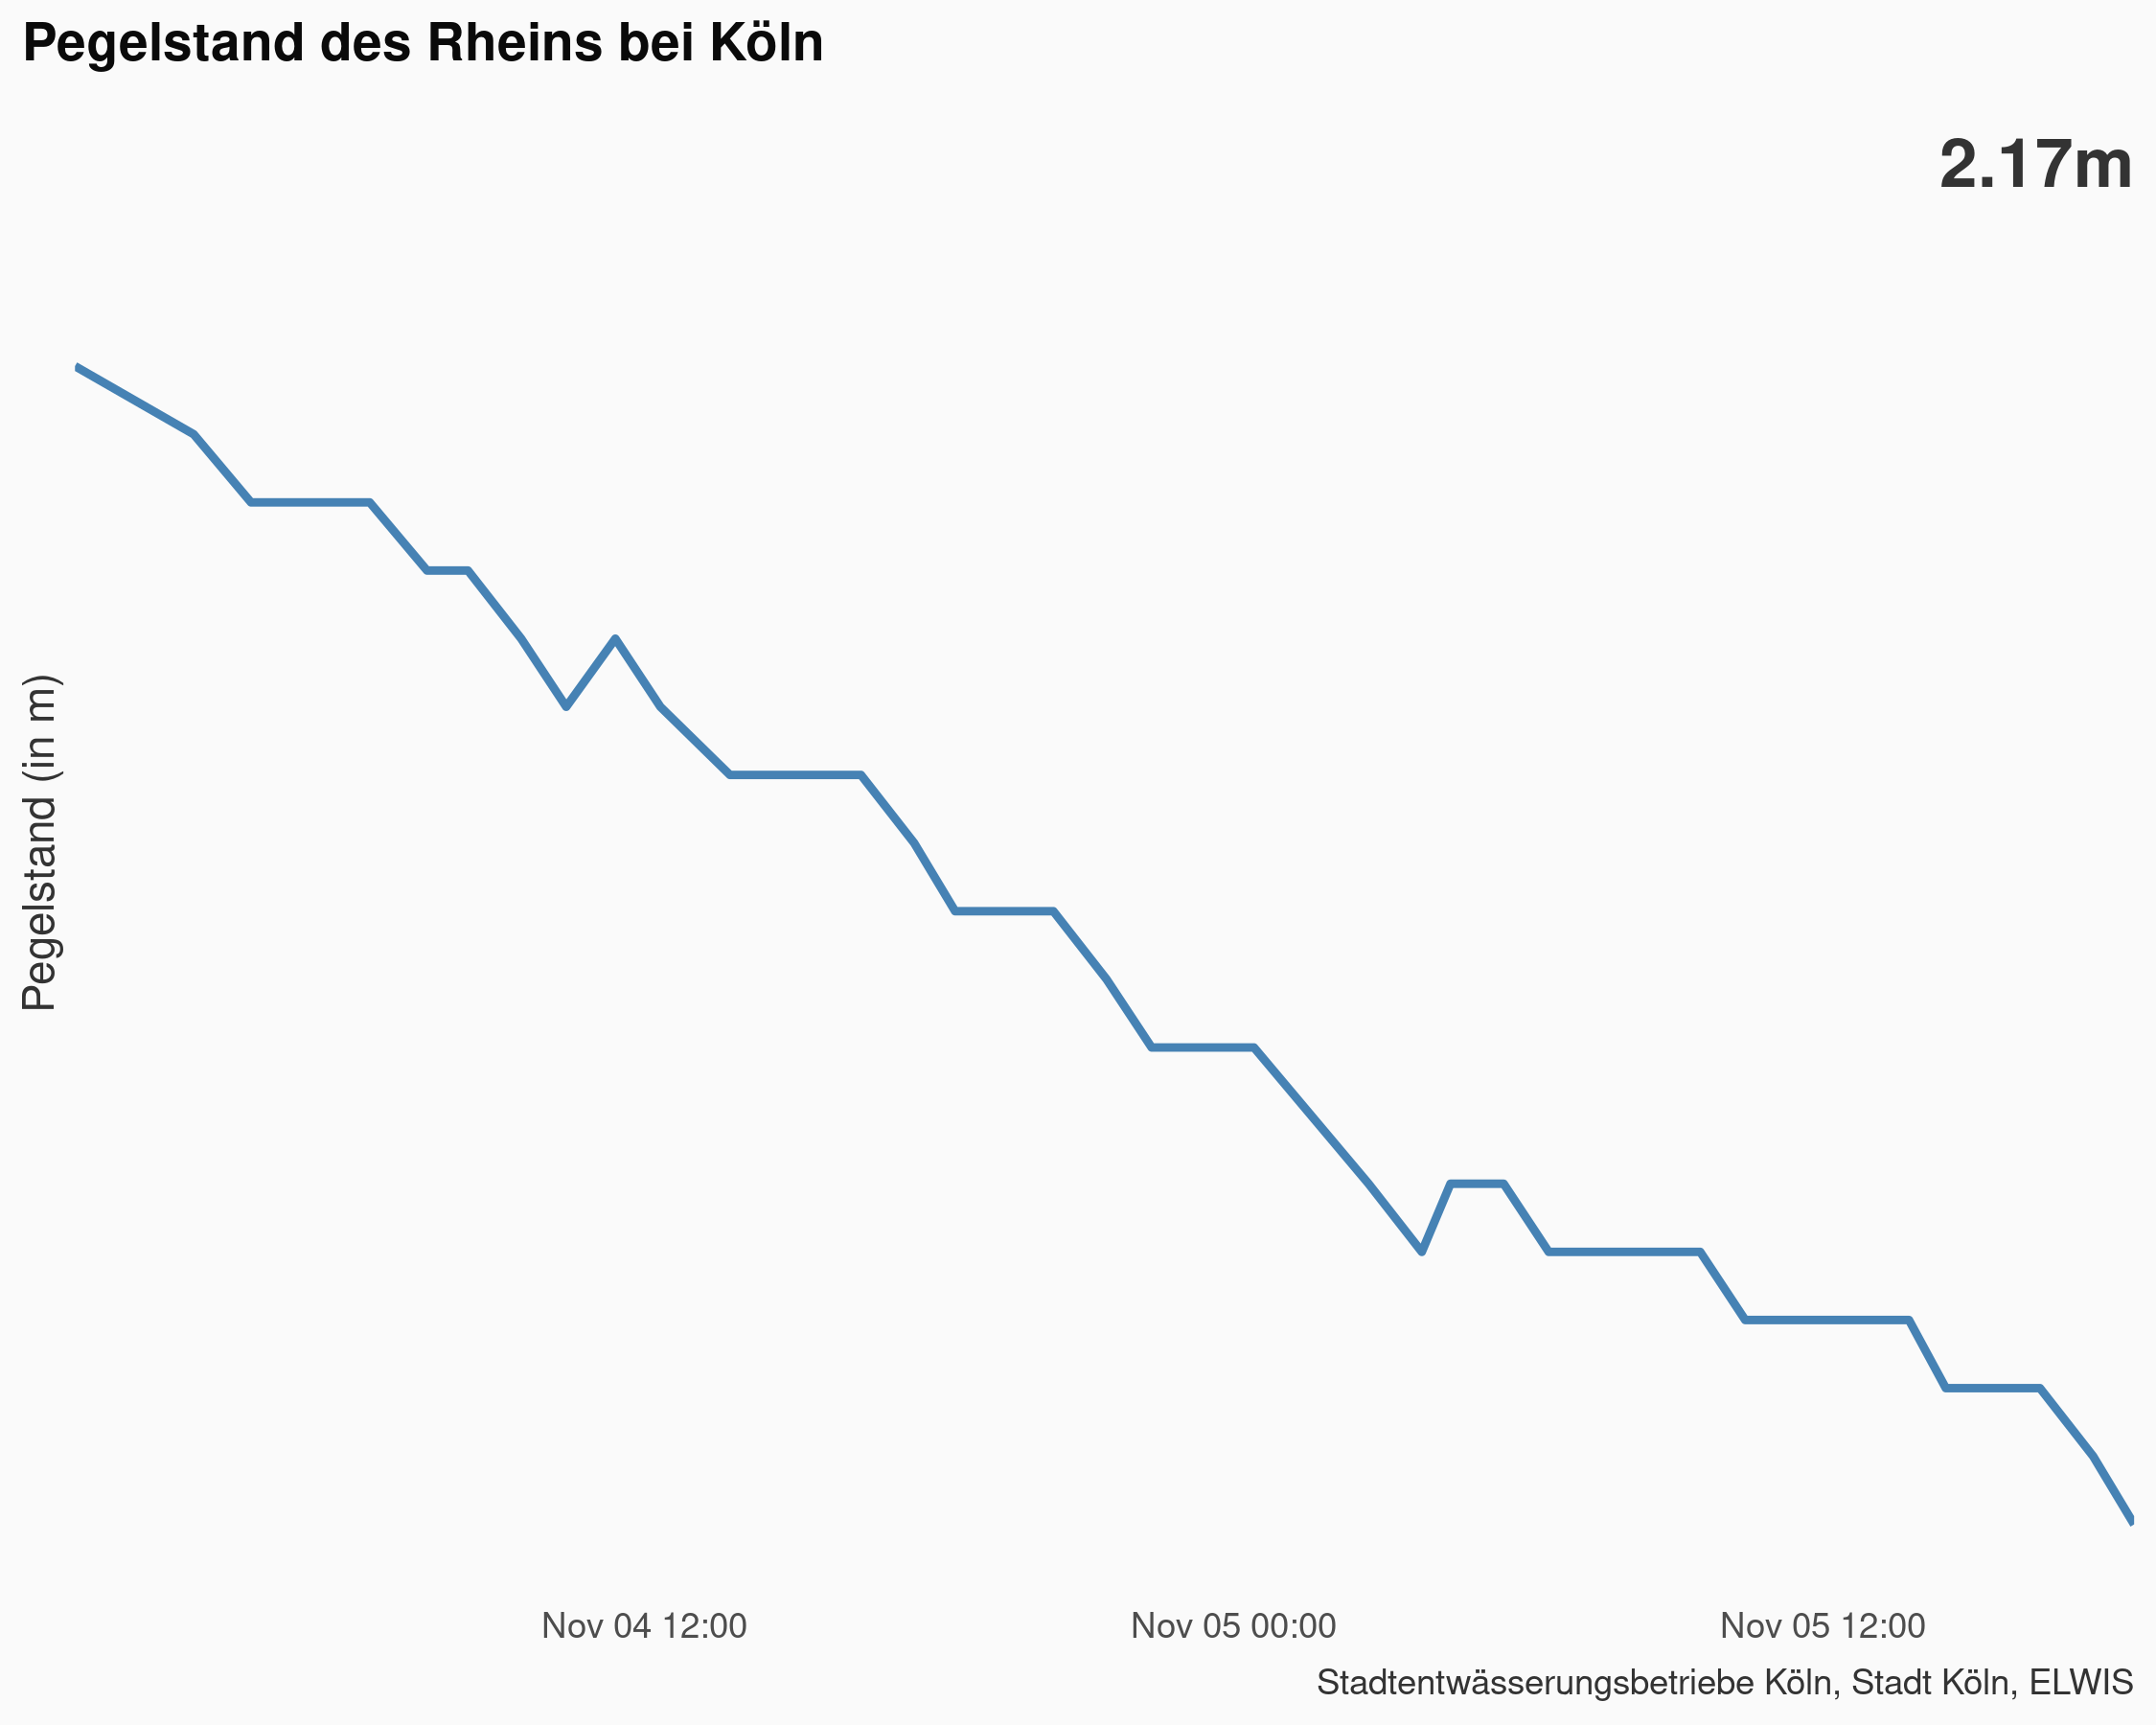 Pegelstand des Rheins bei Köln
2.17m
Pegelstand (in m)
Nov 04 12:00
Nov 05 00:00
Nov 05 12:00
Stadtentwässerungsbetriebe Köln, Stadt Köln, ELWIS